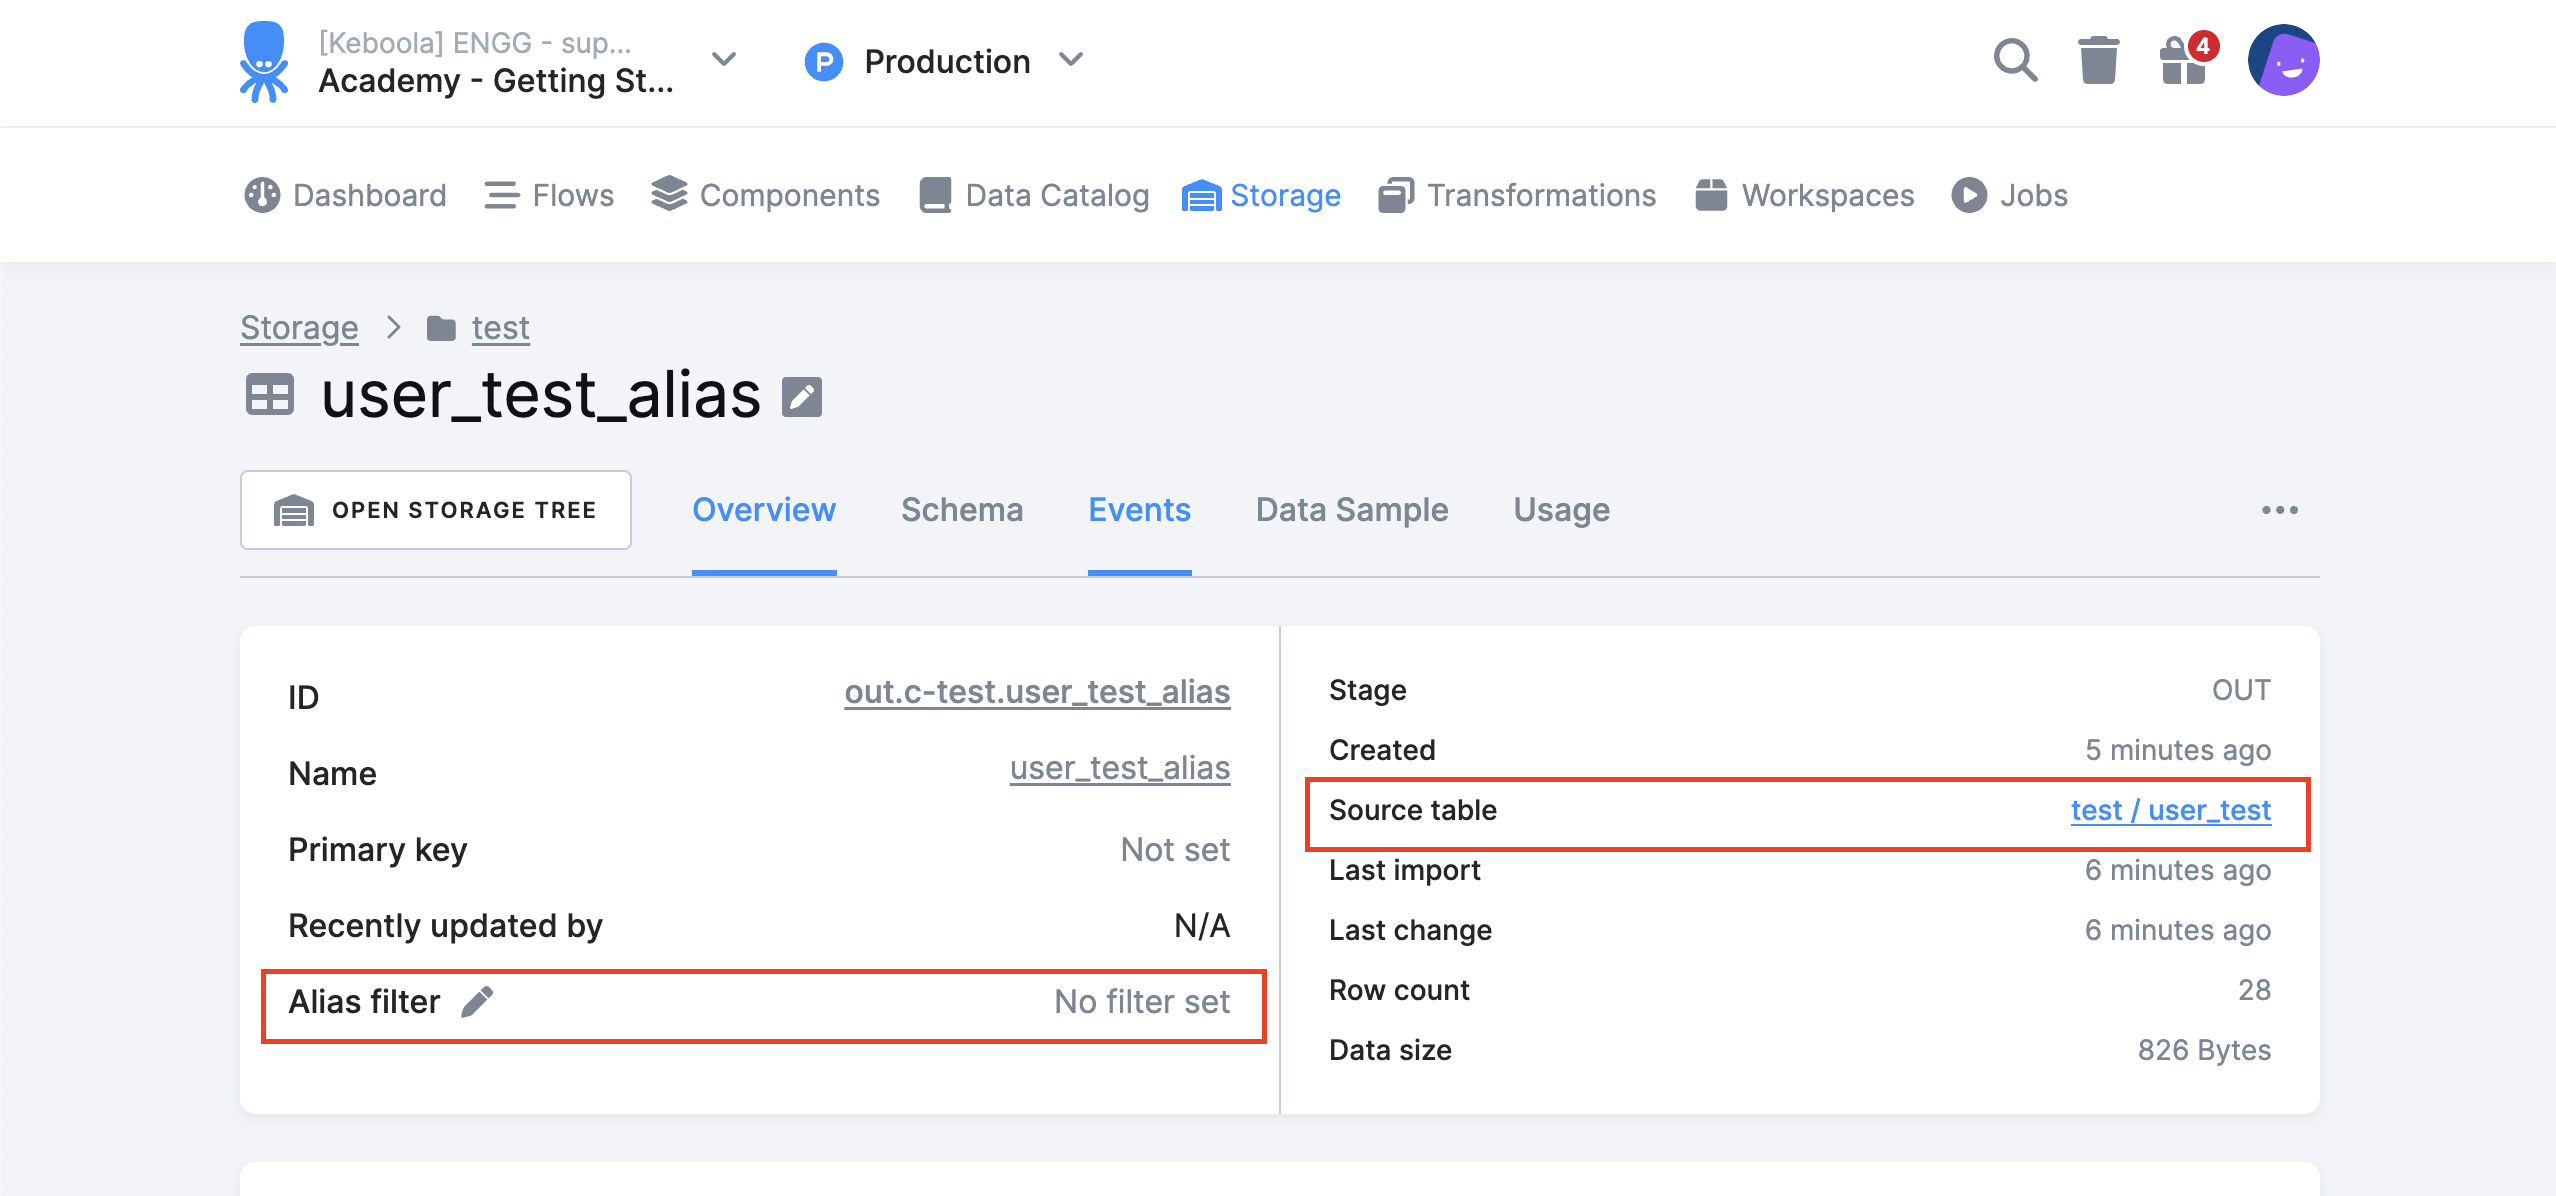 [Keboola] ENGG - sup...
Academy - Getting St...
P Production
4
Dashboard Flows Components Data Catalog Storage Transformations Workspaces Jobs
Storage > test
user_test_alias
OPEN STORAGE TREE Overview Schema Events Data Sample Usage
ID out.c-test.user_test_alias
Name user_test_alias
Primary key Not set
Recently updated by N/A
Alias filter No filter set
Stage OUT
Created 5 minutes ago
Source table test / user_test
Last import 6 minutes ago
Last change 6 minutes ago
Row count 28
Data size 826 Bytes